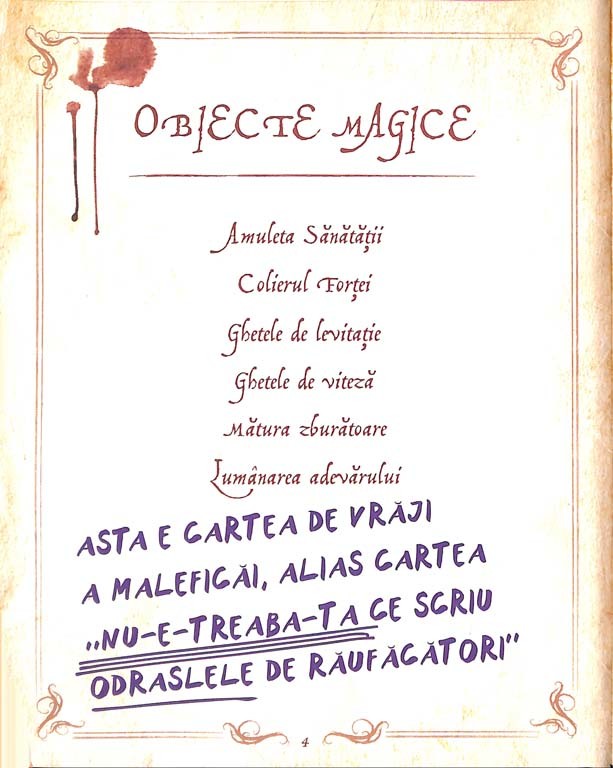 OBIECTE MAGICE
Amuleta Sănătății
Colierul Forței
Ghetele de levitație
Ghetele de viteză
Mătura zburătoare
Lumânarea adevărului
ASTA E CARTEA DE VRĂJI
A MALEFICĂI, ALIAS CARTEA
„NU-E-TREABA-TA CE SCRIU
ODRASLELE DE RĂUFĂCĂTORI”
4